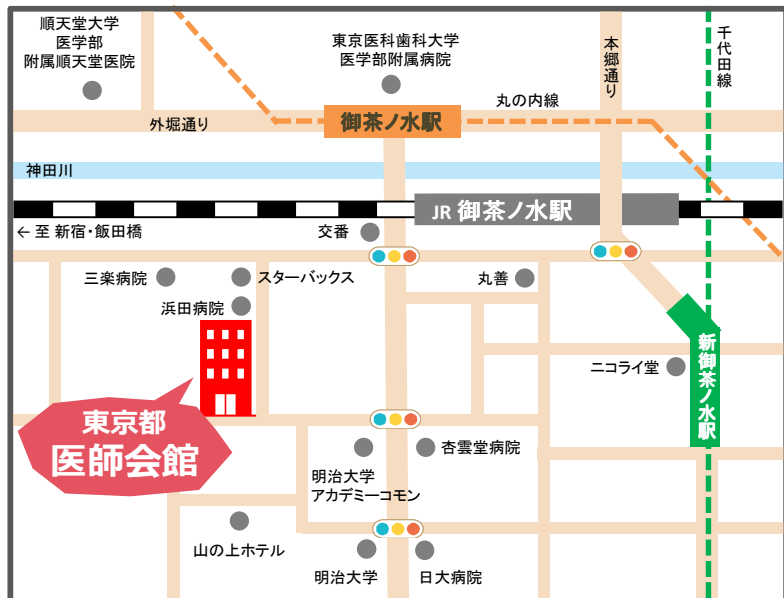 順天堂大学
医学部
附属順天堂医院
東京医科歯科大学
医学部附属病院
本郷通り
千代田線
丸の内線
外堀通り
御茶ノ水駅
神田川
JR 御茶ノ水駅
← 至 新宿・飯田橋
交番
三楽病院
スターバックス
丸善
浜田病院
新御茶ノ水駅
ニコライ堂
東京都
医師会館
明治大学
アカデミーコモン
杏雲堂病院
山の上ホテル
明治大学
日大病院